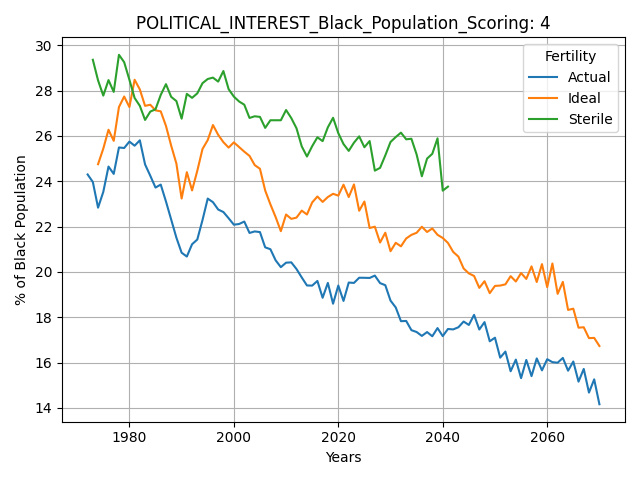 POLITICAL_INTEREST_Black_Population_Scoring: 4
Fertility
Actual
Ideal
Sterile
% of Black Population
30
28
26
24
22
20
18
16
14
1980 2000 2020 2040 2060
Years